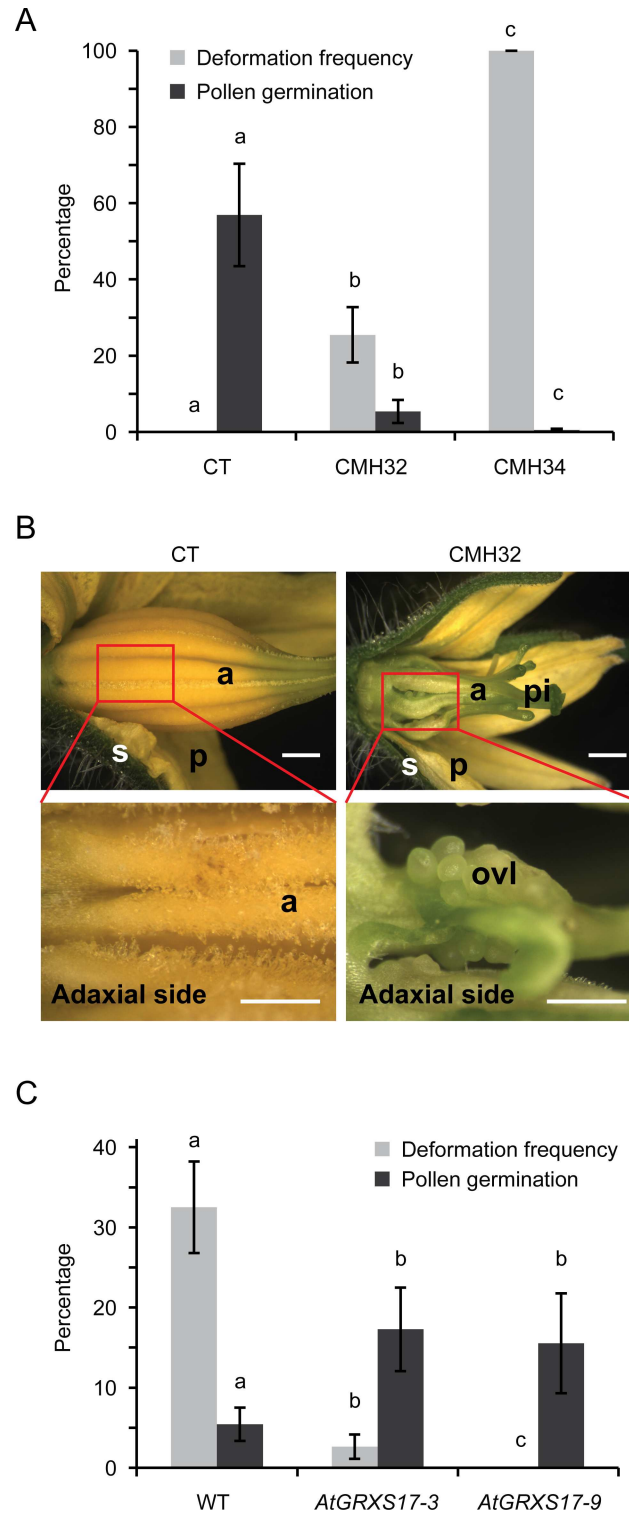 A
100
80
60
40
20
0
Percentage
Deformation frequency
Pollen germination
a
a
b
b
c
c
CT
CMH32
CMH34
B
CT
CMH32
a
s
p
a
pi
s
p
a
Adaxial side
ovl
Adaxial side
C
40
30
20
10
0
Percentage
Deformation frequency
Pollen germination
a
a
b
b
c
b
WT
AtGRXS17-3
AtGRXS17-9